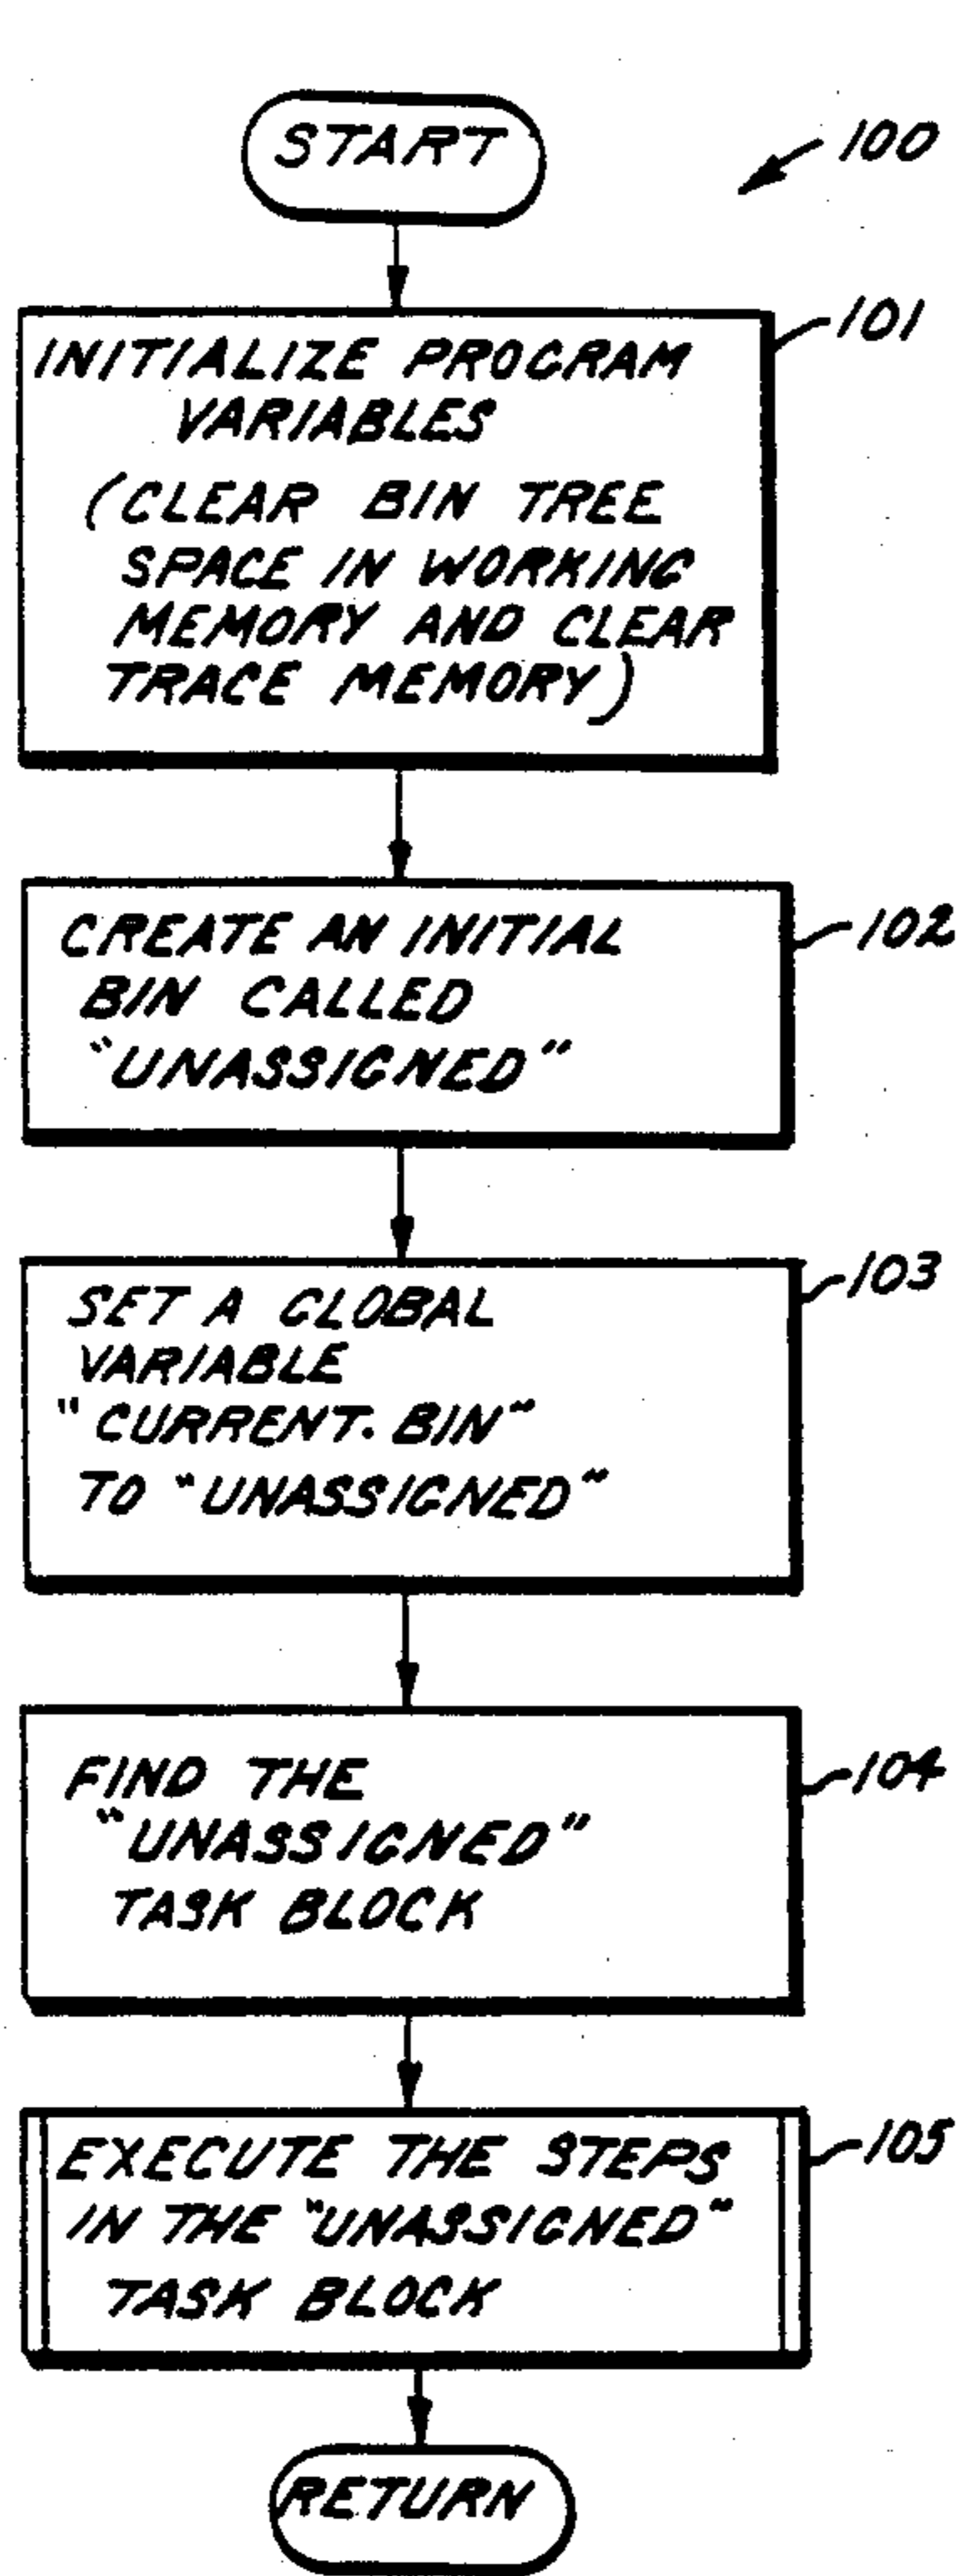 START
100
101
INITIALIZE PROGRAM
VARIABLES
(CLEAR BIN TREE
SPACE IN WORKING
MEMORY AND CLEAR
TRACE MEMORY)
102
CREATE AN INITIAL
BIN CALLED
"UNASSIGNED"
103
SET A GLOBAL
VARIABLE
"CURRENT.BIN"
TO "UNASSIGNED"
104
FIND THE
"UNASSIGNED"
TASK BLOCK
105
EXECUTE THE STEPS
IN THE "UNASSIGNED"
TASK BLOCK
RETURN